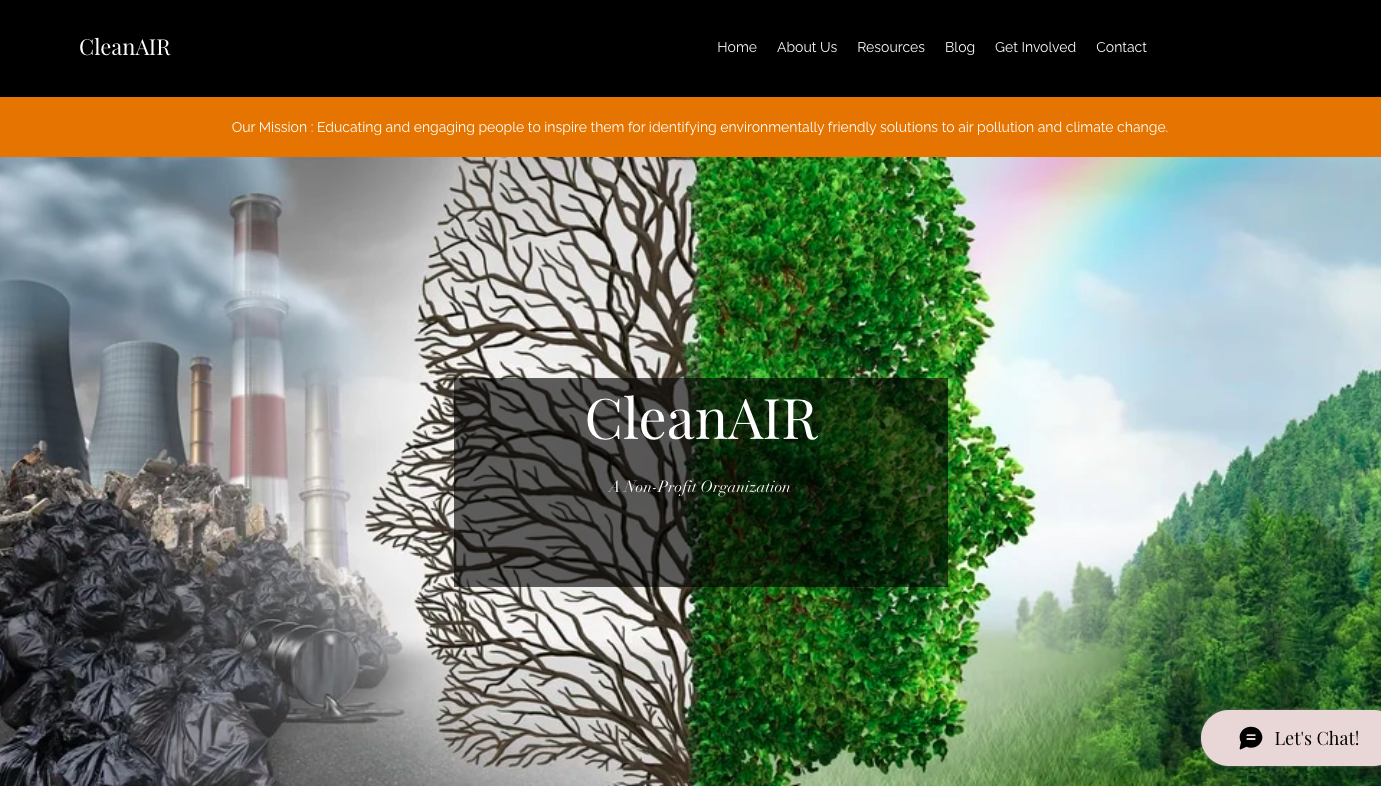 CleanAIR
Home About Us Resources Blog Get Involved Contact
Our Mission : Educating and engaging people to inspire them for identifying environmentally friendly solutions to air pollution and climate change.
CleanAIR
A Non-Profit Organization
Let's Chat!